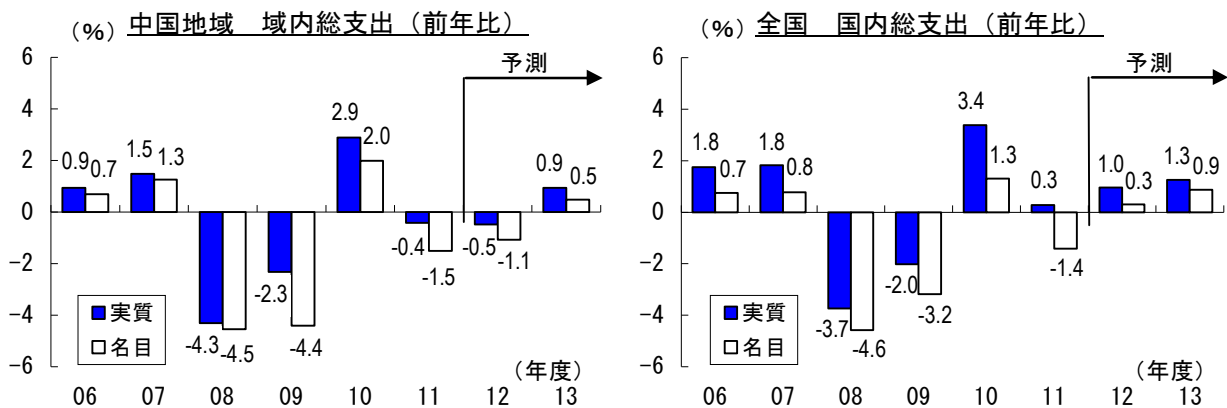 (%) 中国地域　域内総支出（前年比）
6
4
2
0
-2
-4
-6
予測
0.9 0.7
1.5 1.3
-4.3 -4.5
-2.3 -4.4
2.9 2.0
-0.4 -1.5
-0.5 -1.1
0.9 0.5
実質
名目
（年度）
06 07 08 09 10 11 12 13
(%) 全国　国内総支出（前年比）
6
4
2
0
-2
-4
-6
予測
1.8 0.7
1.8 0.8
-3.7 -4.6
-2.0 -3.2
3.4 1.3
0.3 -1.4
1.0 0.3
1.3 0.9
実質
名目
（年度）
06 07 08 09 10 11 12 13